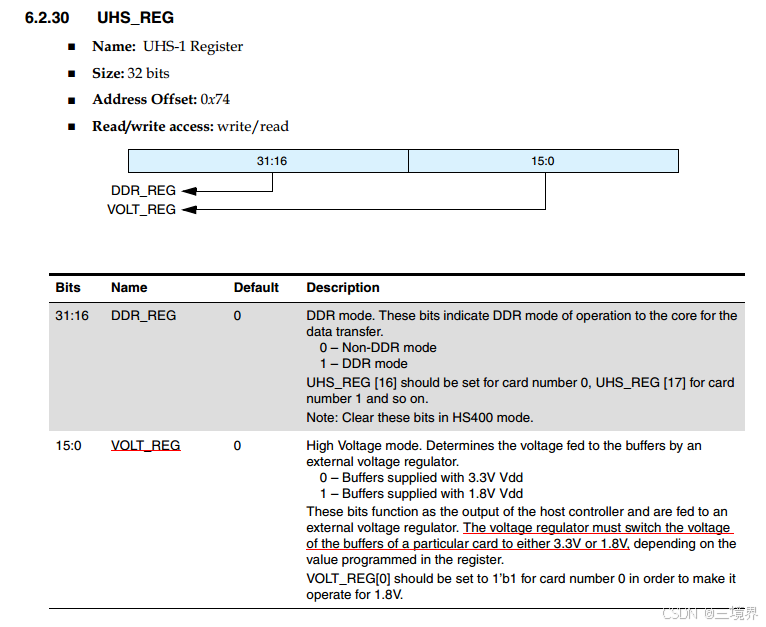 6.2.30 UHS_REG
■ Name: UHS-1 Register
■ Size: 32 bits
■ Address Offset: 0x74
■ Read/write access: write/read
31:16 15:0
DDR_REG
VOLT_REG
Bits Name Default Description
31:16 DDR_REG 0 DDR mode. These bits indicate DDR mode of operation to the core for the
data transfer.
0 – Non-DDR mode
1 – DDR mode
UHS_REG [16] should be set for card number 0, UHS_REG [17] for card
number 1 and so on.
Note: Clear these bits in HS400 mode.
15:0 VOLT_REG 0 High Voltage mode. Determines the voltage fed to the buffers by an
external voltage regulator.
0 – Buffers supplied with 3.3V Vdd
1 – Buffers supplied with 1.8V Vdd
These bits function as the output of the host controller and are fed to an
external voltage regulator. The voltage regulator must switch the voltage
of the buffers of a particular card to either 3.3V or 1.8V, depending on the
value programmed in the register.
VOLT_REG[0] should be set to 1'b1 for card number 0 in order to make it
operate for 1.8V.
CSDN @三境界